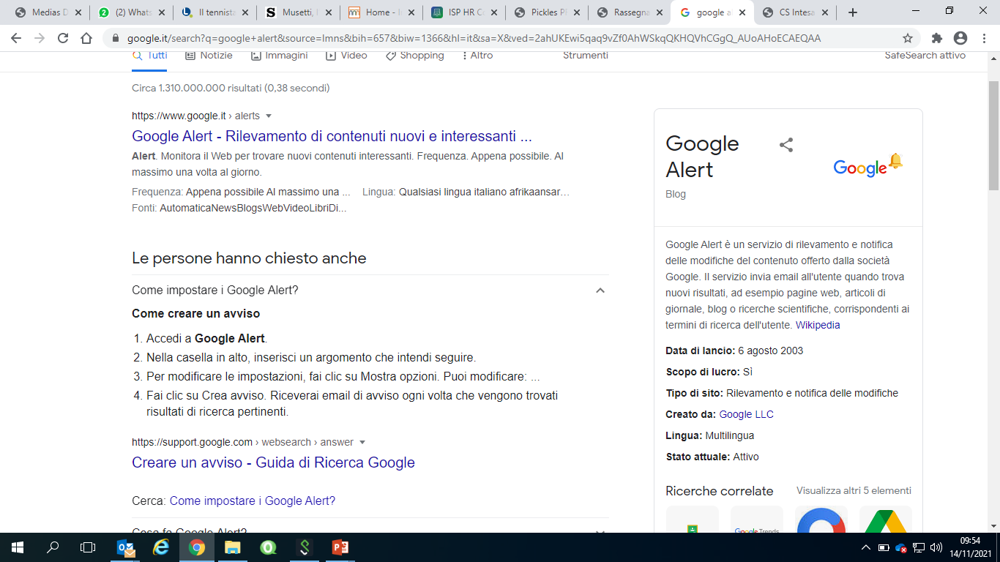 Medias D
(2) Whats
Il tennista
Musetti,
Home - I
ISP HR C
Pickles P
Rassegna
google al
CS Intesa
google.it/search?q=google+alert&source=lmns&bih=657&biw=1366&hl=it&sa=X&ved=2ahUKEwi5qaq9vZf0AhWSkqQKHQVhCGgQ_AUoAHoECAEQAA
Tutti
Notizie
Immagini
Video
Shopping
Altro
Strumenti
SafeSearch attivo
Circa 1.310.000.000 risultati (0,38 secondi)
https://www.google.it › alerts
Google Alert - Rilevamento di contenuti nuovi e interessanti ...
Alert. Monitora il Web per trovare nuovi contenuti interessanti. Frequenza. Appena possibile. Al
massimo una volta al giorno.
Frequenza: Appena possibile Al massimo una ... Lingua: Qualsiasi lingua italiano afrikaansar…
Fonti: AutomaticaNewsBlogsWebVideoLibriDi...
Le persone hanno chiesto anche
Come impostare i Google Alert?
Come creare un avviso
1. Accedi a Google Alert.
2. Nella casella in alto, inserisci un argomento che intendi seguire.
3. Per modificare le impostazioni, fai clic su Mostra opzioni. Puoi modificare: ...
4. Fai clic su Crea avviso. Riceverai email di avviso ogni volta che vengono trovati
risultati di ricerca pertinenti.
https://support.google.com › websearch › answer
Creare un avviso - Guida di Ricerca Google
Cerca: Come impostare i Google Alert?
Cosa fa Google Alert?
Google
Alert
Blog
Google
Google Alert è un servizio di rilevamento e notifica
delle modifiche del contenuto offerto dalla società
Google. Il servizio invia email all'utente quando trova
nuovi risultati, ad esempio pagine web, articoli di
giornale, blog o ricerche scientifiche, corrispondenti ai
termini di ricerca dell'utente. Wikipedia
Data di lancio: 6 agosto 2003
Scopo di lucro: Sì
Tipo di sito: Rilevamento e notifica delle modifiche
Creato da: Google LLC
Lingua: Multilingua
Stato attuale: Attivo
Ricerche correlate
Visualizza altri 5 elementi
Google Trends
09:54
14/11/2021